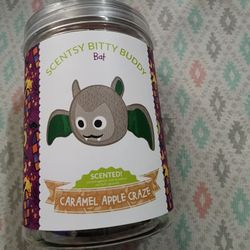 SCENTSY BITTY BUDDY
Bat
SCENTED!
CARAMEL APPLE CRAZE